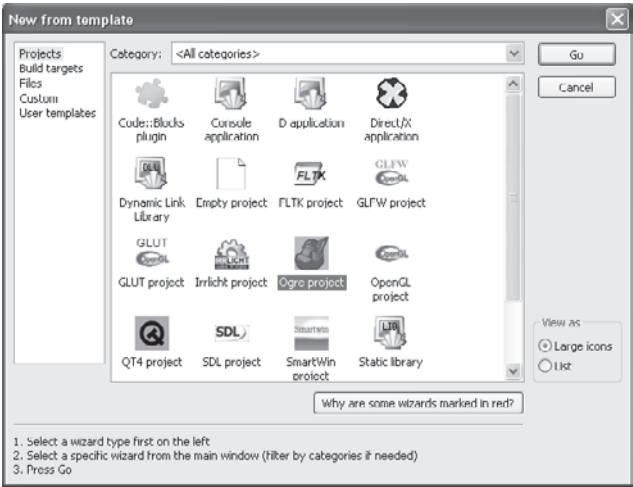 New from template
Projects
Build targets
Files
Custom
User templates
Category: <All categories>
Go
Cancel
Code::Blocks plugin
Console application
D application
Direct/X application
DLL
Dynamic Link Library
Empty project
FLTK
FLTK project
GLFW
OpenGL
GLFW project
GLUT
OpenGL
GLUT project
IRRLICHT
Irrlicht project
Ogre project
OpenGL
OpenGL project
QT4 project
SDL
SDL project
Smartwin
SmartWin project
LIB
Static library
View as
Large icons
List
Why are some wizards marked in red?
1. Select a wizard type first on the left
2. Select a specific wizard from the main window (filter by categories if needed)
3. Press Go